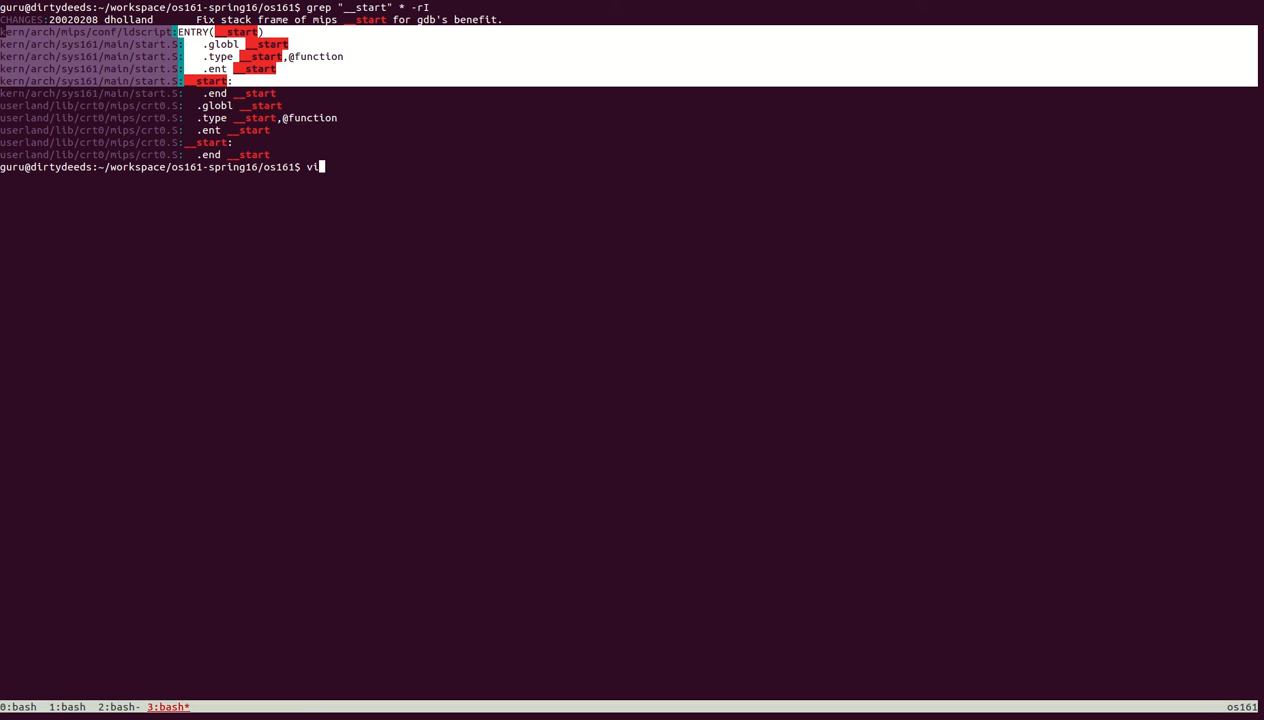 guru@dirtydeeds:~/workspace/os161-spring16/os161$ grep "__start" * -rI
CHANGES:20020208 dholland       Fix stack frame of mips __start for gdb's benefit.
kern/arch/mips/conf/ldscript:ENTRY(__start)
kern/arch/sys161/main/start.S:   .globl __start
kern/arch/sys161/main/start.S:   .type __start,@function
kern/arch/sys161/main/start.S:   .ent __start
kern/arch/sys161/main/start.S:__start:
kern/arch/sys161/main/start.S:   .end __start
userland/lib/crt0/mips/crt0.S:  .globl __start
userland/lib/crt0/mips/crt0.S:  .type __start,@function
userland/lib/crt0/mips/crt0.S:  .ent __start
userland/lib/crt0/mips/crt0.S:__start:
userland/lib/crt0/mips/crt0.S:  .end __start
guru@dirtydeeds:~/workspace/os161-spring16/os161$ vi
0:bash  1:bash  2:bash- 3:bash* os161